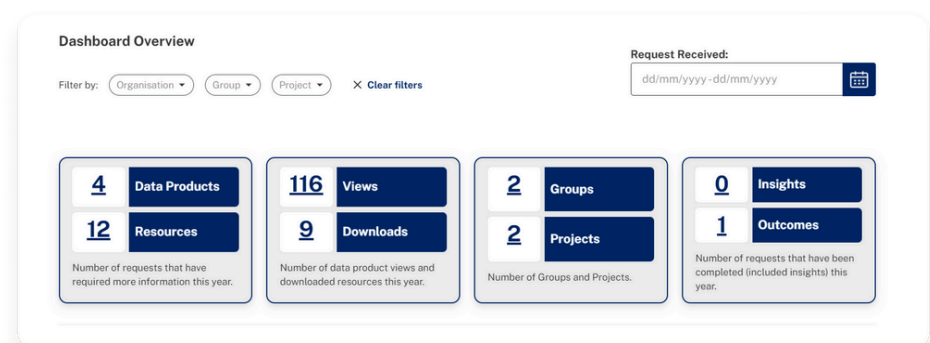 Dashboard Overview
Request Received:
Filter by: Organisation Group Project Clear filters
dd/mm/yyyy - dd/mm/yyyy
4 Data Products
12 Resources
Number of requests that have
required more information this year.
116 Views
9 Downloads
Number of data product views and
downloaded resources this year.
2 Groups
2 Projects
Number of Groups and Projects.
0 Insights
1 Outcomes
Number of requests that have been
completed (included insights) this
year.